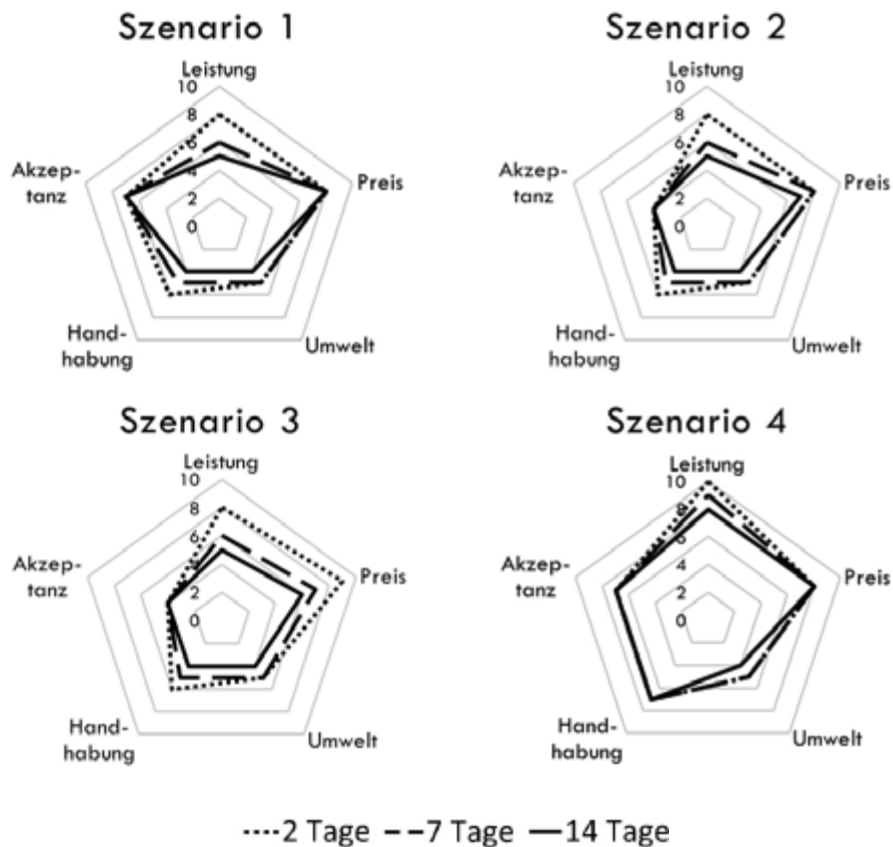 Szenario 1
Leistung
10
8
6
4
2
0
Akzep-
tanz
Preis
Hand-
habung
Umwelt
Szenario 2
Leistung
10
8
6
4
2
0
Akzep-
tanz
Preis
Hand-
habung
Umwelt
Szenario 3
Leistung
10
8
6
4
2
0
Akzep-
tanz
Preis
Hand-
habung
Umwelt
Szenario 4
Leistung
10
8
6
4
2
0
Akzep-
tanz
Preis
Hand-
habung
Umwelt
2 Tage 7 Tage 14 Tage